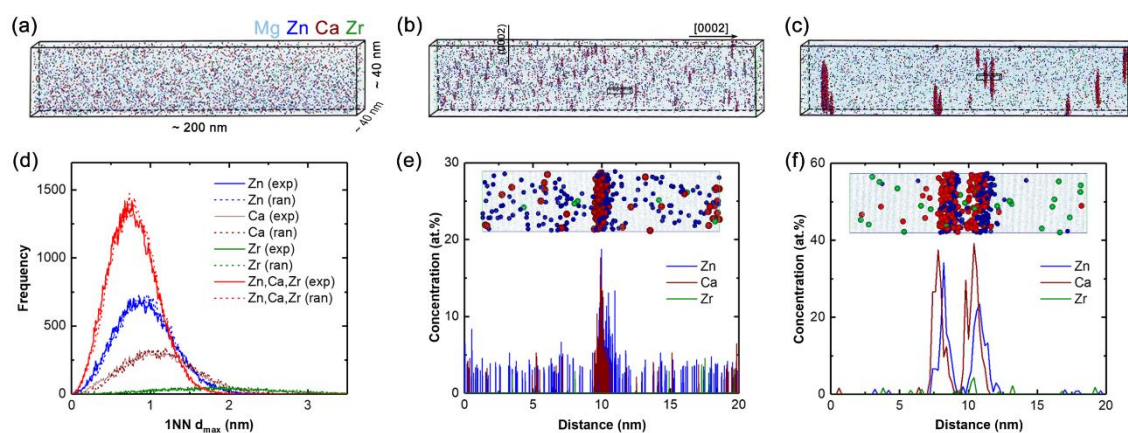 (a)
Mg Zn Ca Zr
~ 200 nm
~ 40 nm
~ 40 nm
(b)
[0002]
[0002]
(c)
(d)
Frequency
1500
1000
500
0
0 1 2 3
1NN dmax (nm)
Zn (exp)
Zn (ran)
Ca (exp)
Ca (ran)
Zr (exp)
Zr (ran)
Zn,Ca,Zr (exp)
Zn,Ca,Zr (ran)
(e)
Concentration (at.%)
30
20
10
0
0 5 10 15 20
Distance (nm)
Zn
Ca
Zr
(f)
Concentration (at.%)
60
40
20
0
0 5 10 15 20
Distance (nm)
Zn
Ca
Zr